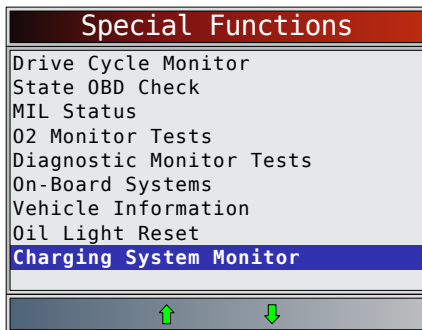 Special Functions
Drive Cycle Monitor
State OBD Check
MIL Status
O2 Monitor Tests
Diagnostic Monitor Tests
On-Board Systems
Vehicle Information
Oil Light Reset
Charging System Monitor